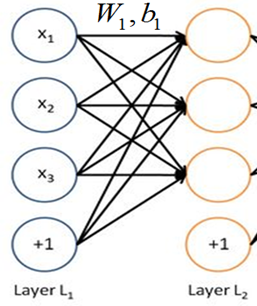 W₁, b₁
x₁
x₂
x₃
+1 +1
Layer L₁ Layer L₂